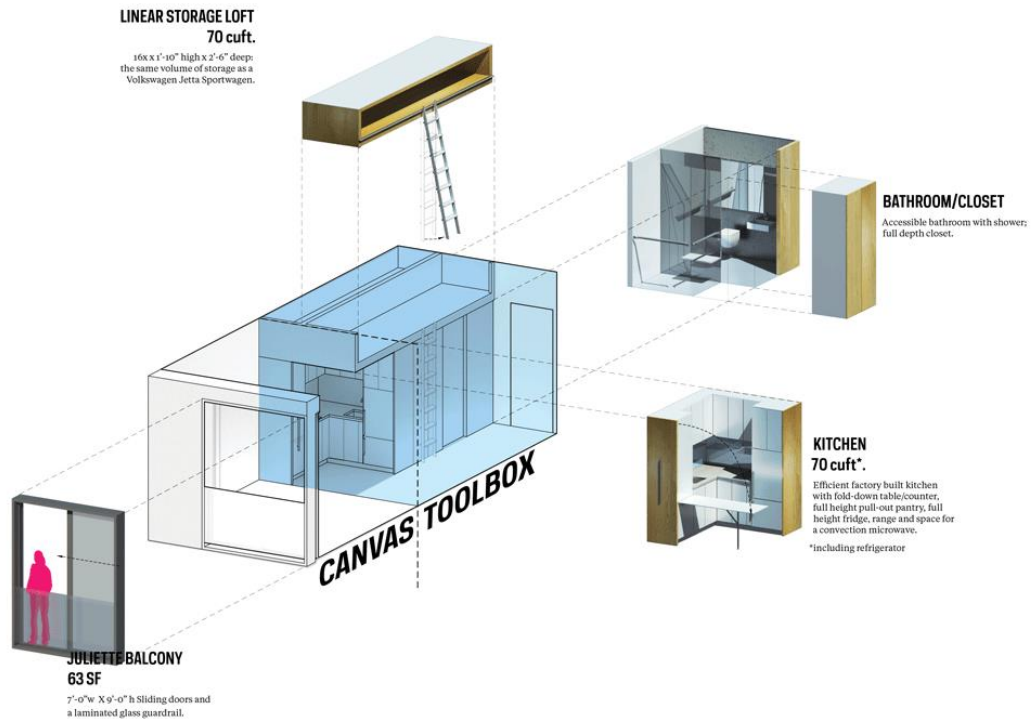 LINEAR STORAGE LOFT
70 cuft.
16x x 1'-10" high x 2'-6" deep:
the same volume of storage as a
Volkswagen Jetta Sportwagen.
BATHROOM/CLOSET
Accessible bathroom with shower;
full depth closet.
KITCHEN
70 cuft*.
Efficient factory built kitchen
with fold-down table/counter,
full height pull-out pantry, full
height fridge, range and space for
a convection microwave.
*including refrigerator
CANVAS TOOLBOX
JULIETTE BALCONY
63 SF
7'-0"w X 9'-0" h Sliding doors and
a laminated glass guardrail.